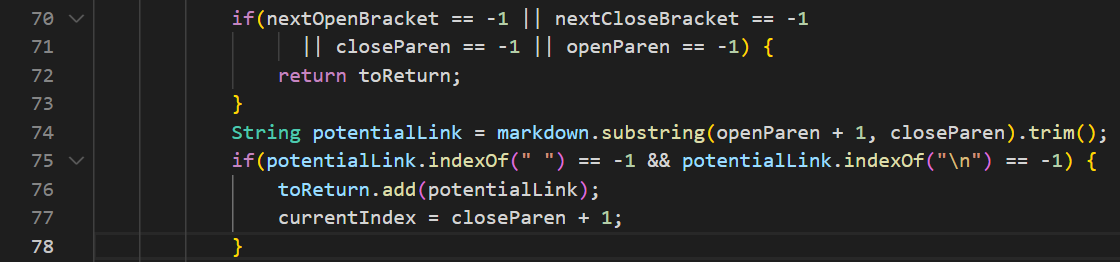 70 if(nextOpenBracket == -1 || nextCloseBracket == -1
71 || closeParen == -1 || openParen == -1) {
72 return toReturn;
73 }
74 String potentialLink = markdown.substring(openParen + 1, closeParen).trim();
75 if(potentialLink.indexOf(" ") == -1 && potentialLink.indexOf("\n") == -1) {
76 toReturn.add(potentialLink);
77 currentIndex = closeParen + 1;
78 }